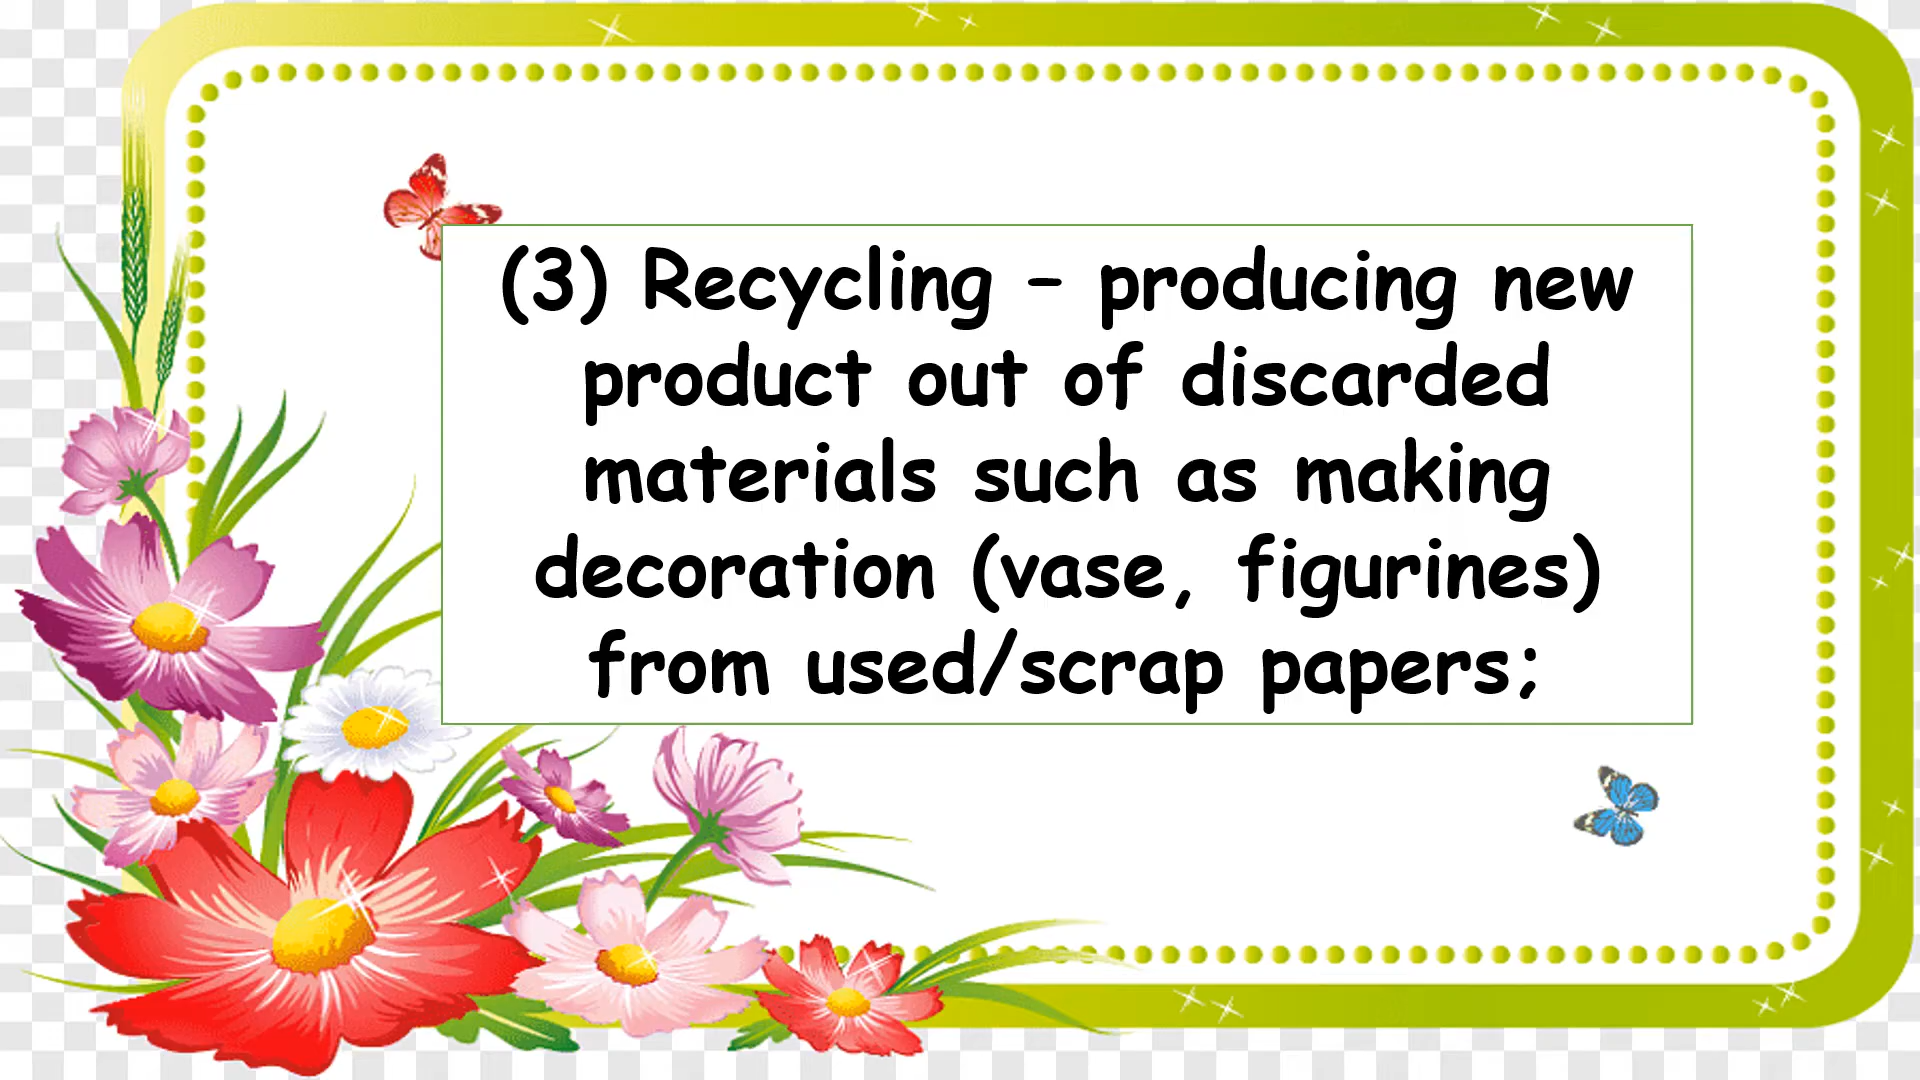 (3) Recycling – producing new
product out of discarded
materials such as making
decoration (vase, figurines)
from used/scrap papers;